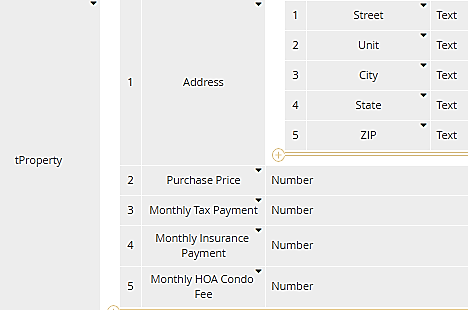 1 Street Text
2 Unit Text
3 City Text
4 State Text
5 ZIP Text
1 Address
tProperty
2 Purchase Price Number
3 Monthly Tax Payment Number
4 Monthly Insurance Payment Number
5 Monthly HOA Condo Fee Number